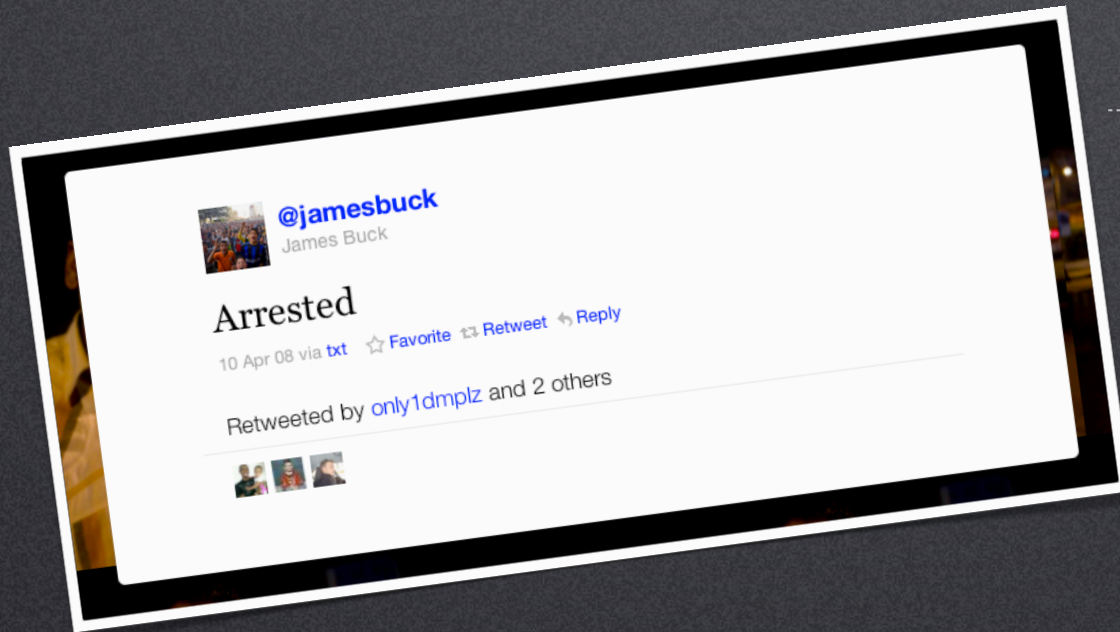 @jamesbuck
James Buck
Arrested
10 Apr 08 via txt Favorite Retweet Reply
Retweeted by only1dmplz and 2 others